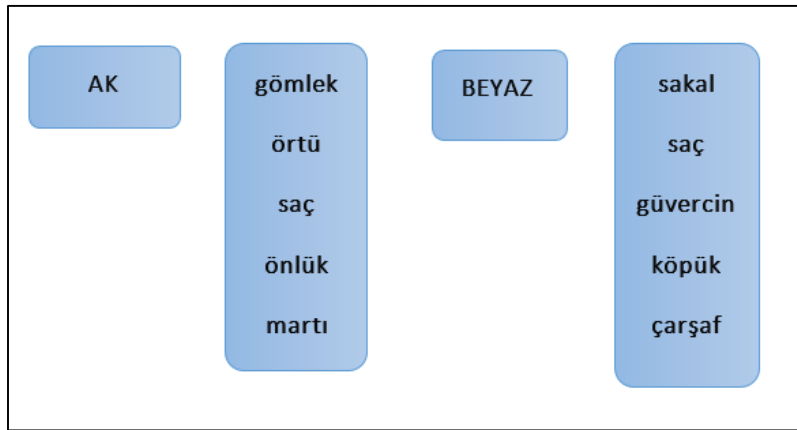 AK
gömlek
örtü
saç
önlük
martı
BEYAZ
sakal
saç
güvercin
köpük
çarşaf